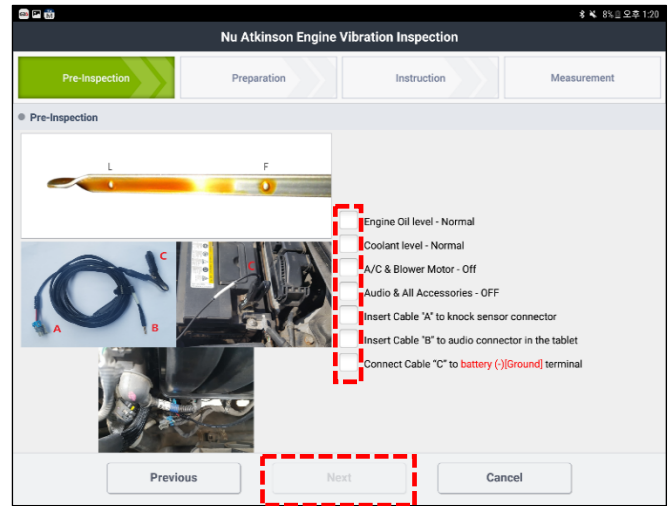 8% 오후 1:20
Nu Atkinson Engine Vibration Inspection
Pre-Inspection
Preparation
Instruction
Measurement
Pre-Inspection
L F
C
A
B
C
Engine Oil level - Normal
Coolant level - Normal
A/C & Blower Motor - Off
Audio & All Accessories - OFF
Insert Cable "A" to knock sensor connector
Insert Cable "B" to audio connector in the tablet
Connect Cable "C" to battery (-)[Ground] terminal
Previous
Next
Cancel